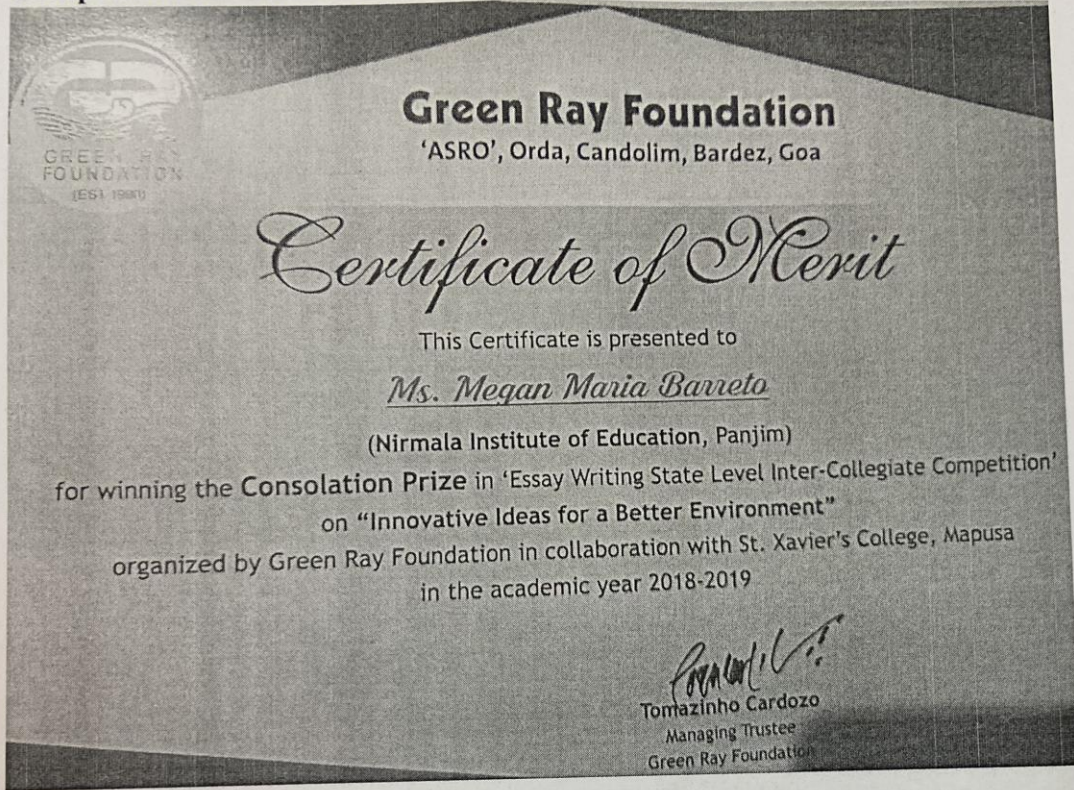 GREEN RAY
FOUNDATION
Green Ray Foundation
'ASRO', Orda, Candolim, Bardez, Goa
Certificate of Merit
This Certificate is presented to
Ms. Megan Maria Barreto
(Nirmala Institute of Education, Panjim)
for winning the Consolation Prize in 'Essay Writing State Level Inter-Collegiate Competition'
on "Innovative Ideas for a Better Environment"
organized by Green Ray Foundation in collaboration with St. Xavier's College, Mapusa
in the academic year 2018-2019
Tomazinho Cardozo
Managing Trustee
Green Ray Foundation